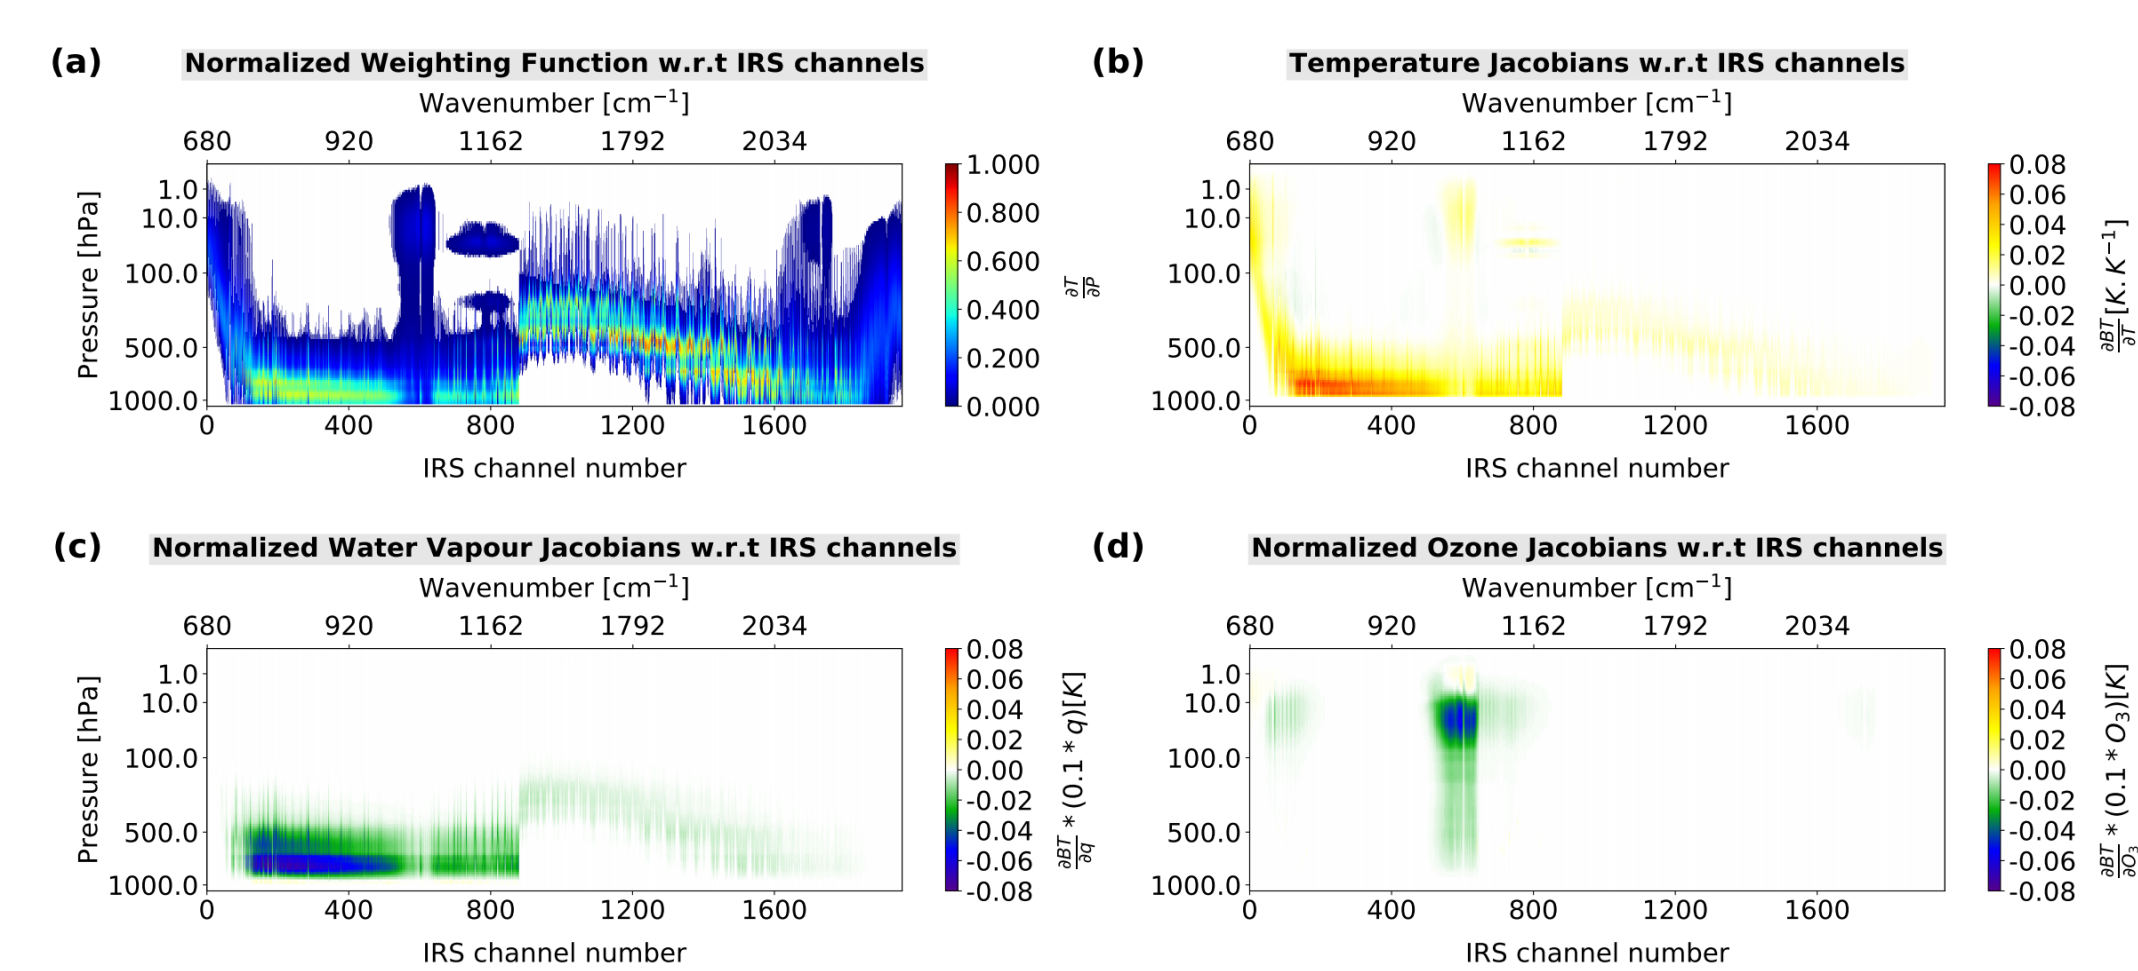 (a)
Normalized Weighting Function w.r.t IRS channels
Wavenumber [cm⁻¹]
680 920 1162 1792 2034
Pressure [hPa]
1.0
10.0
100.0
500.0
1000.0
0 400 800 1200 1600
IRS channel number
1.000
0.800
0.600
0.400
0.200
0.000
∂T/∂P
(b)
Temperature Jacobians w.r.t IRS channels
Wavenumber [cm⁻¹]
680 920 1162 1792 2034
1.0
10.0
100.0
500.0
1000.0
0 400 800 1200 1600
IRS channel number
0.08
0.06
0.04
0.02
0.00
-0.02
-0.04
-0.06
-0.08
∂BT/∂T [K.K⁻¹]
(c)
Normalized Water Vapour Jacobians w.r.t IRS channels
Wavenumber [cm⁻¹]
680 920 1162 1792 2034
Pressure [hPa]
1.0
10.0
100.0
500.0
1000.0
0 400 800 1200 1600
IRS channel number
0.08
0.06
0.04
0.02
0.00
-0.02
-0.04
-0.06
-0.08
∂BT/∂q * (0.1 * q)[K]
(d)
Normalized Ozone Jacobians w.r.t IRS channels
Wavenumber [cm⁻¹]
680 920 1162 1792 2034
1.0
10.0
100.0
500.0
1000.0
0 400 800 1200 1600
IRS channel number
0.08
0.06
0.04
0.02
0.00
-0.02
-0.04
-0.06
-0.08
∂BT/∂O₃ * (0.1 * O₃)[K]